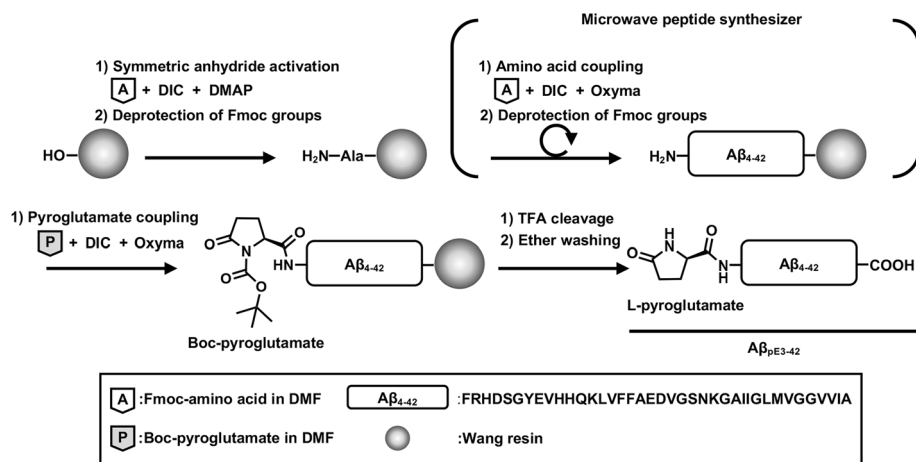 Microwave peptide synthesizer
1) Symmetric anhydride activation
A + DIC + DMAP
2) Deprotection of Fmoc groups
1) Amino acid coupling
A + DIC + Oxyma
2) Deprotection of Fmoc groups
HO
H₂N–Ala
H₂N
Aβ₄₋₄₂
1) Pyroglutamate coupling
P + DIC + Oxyma
O
N
O
O
O
NH
Aβ₄₋₄₂
Boc-pyroglutamate
1) TFA cleavage
2) Ether washing
H
N
O
O
NH
Aβ₄₋₄₂
COOH
L-pyroglutamate
AβpE3-42
A :Fmoc-amino acid in DMF
Aβ₄₋₄₂ :FRHDSGYEVHHQKLVFFAEDVGSNKGAIIGLMVGGVVIA
P :Boc-pyroglutamate in DMF
:Wang resin